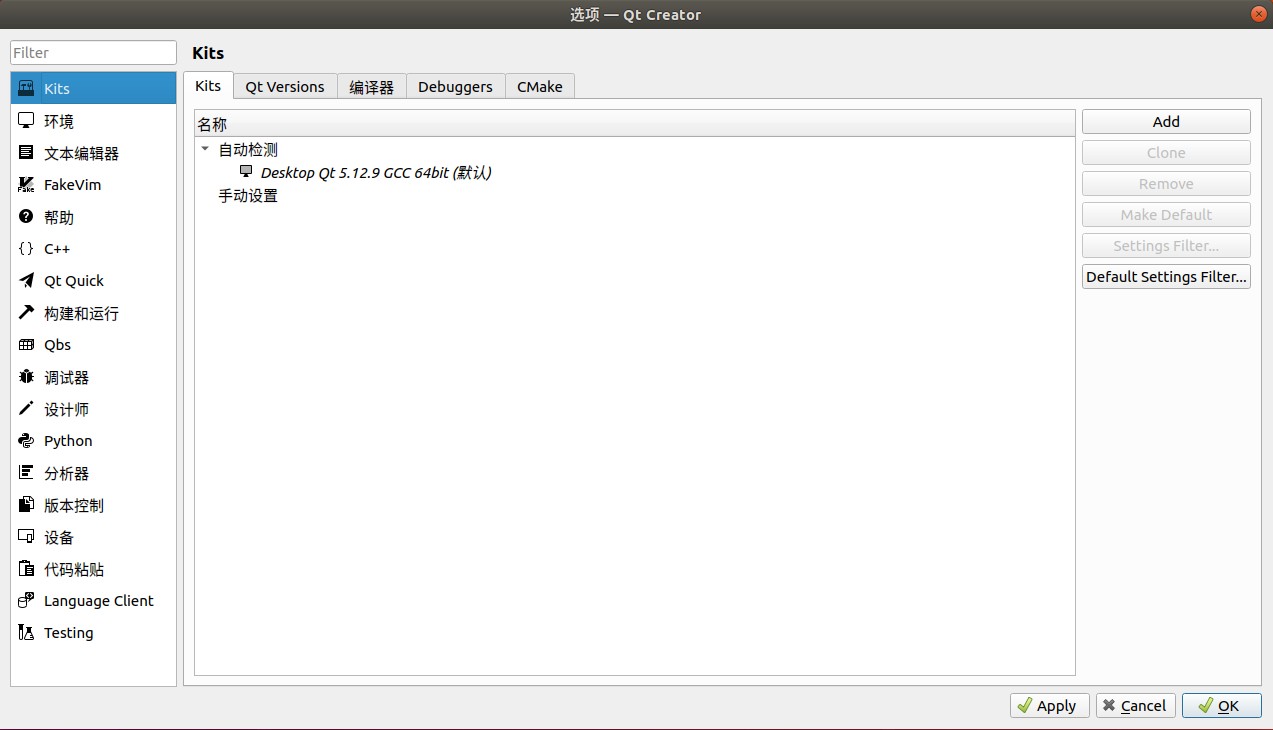 选项 — Qt Creator
Filter
Kits
环境
文本编辑器
FakeVim
帮助
C++
Qt Quick
构建和运行
Qbs
调试器
设计师
Python
分析器
版本控制
设备
代码粘贴
Language Client
Testing
Kits
Kits Qt Versions 编译器 Debuggers CMake
名称
自动检测
Desktop Qt 5.12.9 GCC 64bit (默认)
手动设置
Add
Clone
Remove
Make Default
Settings Filter...
Default Settings Filter...
Apply Cancel OK